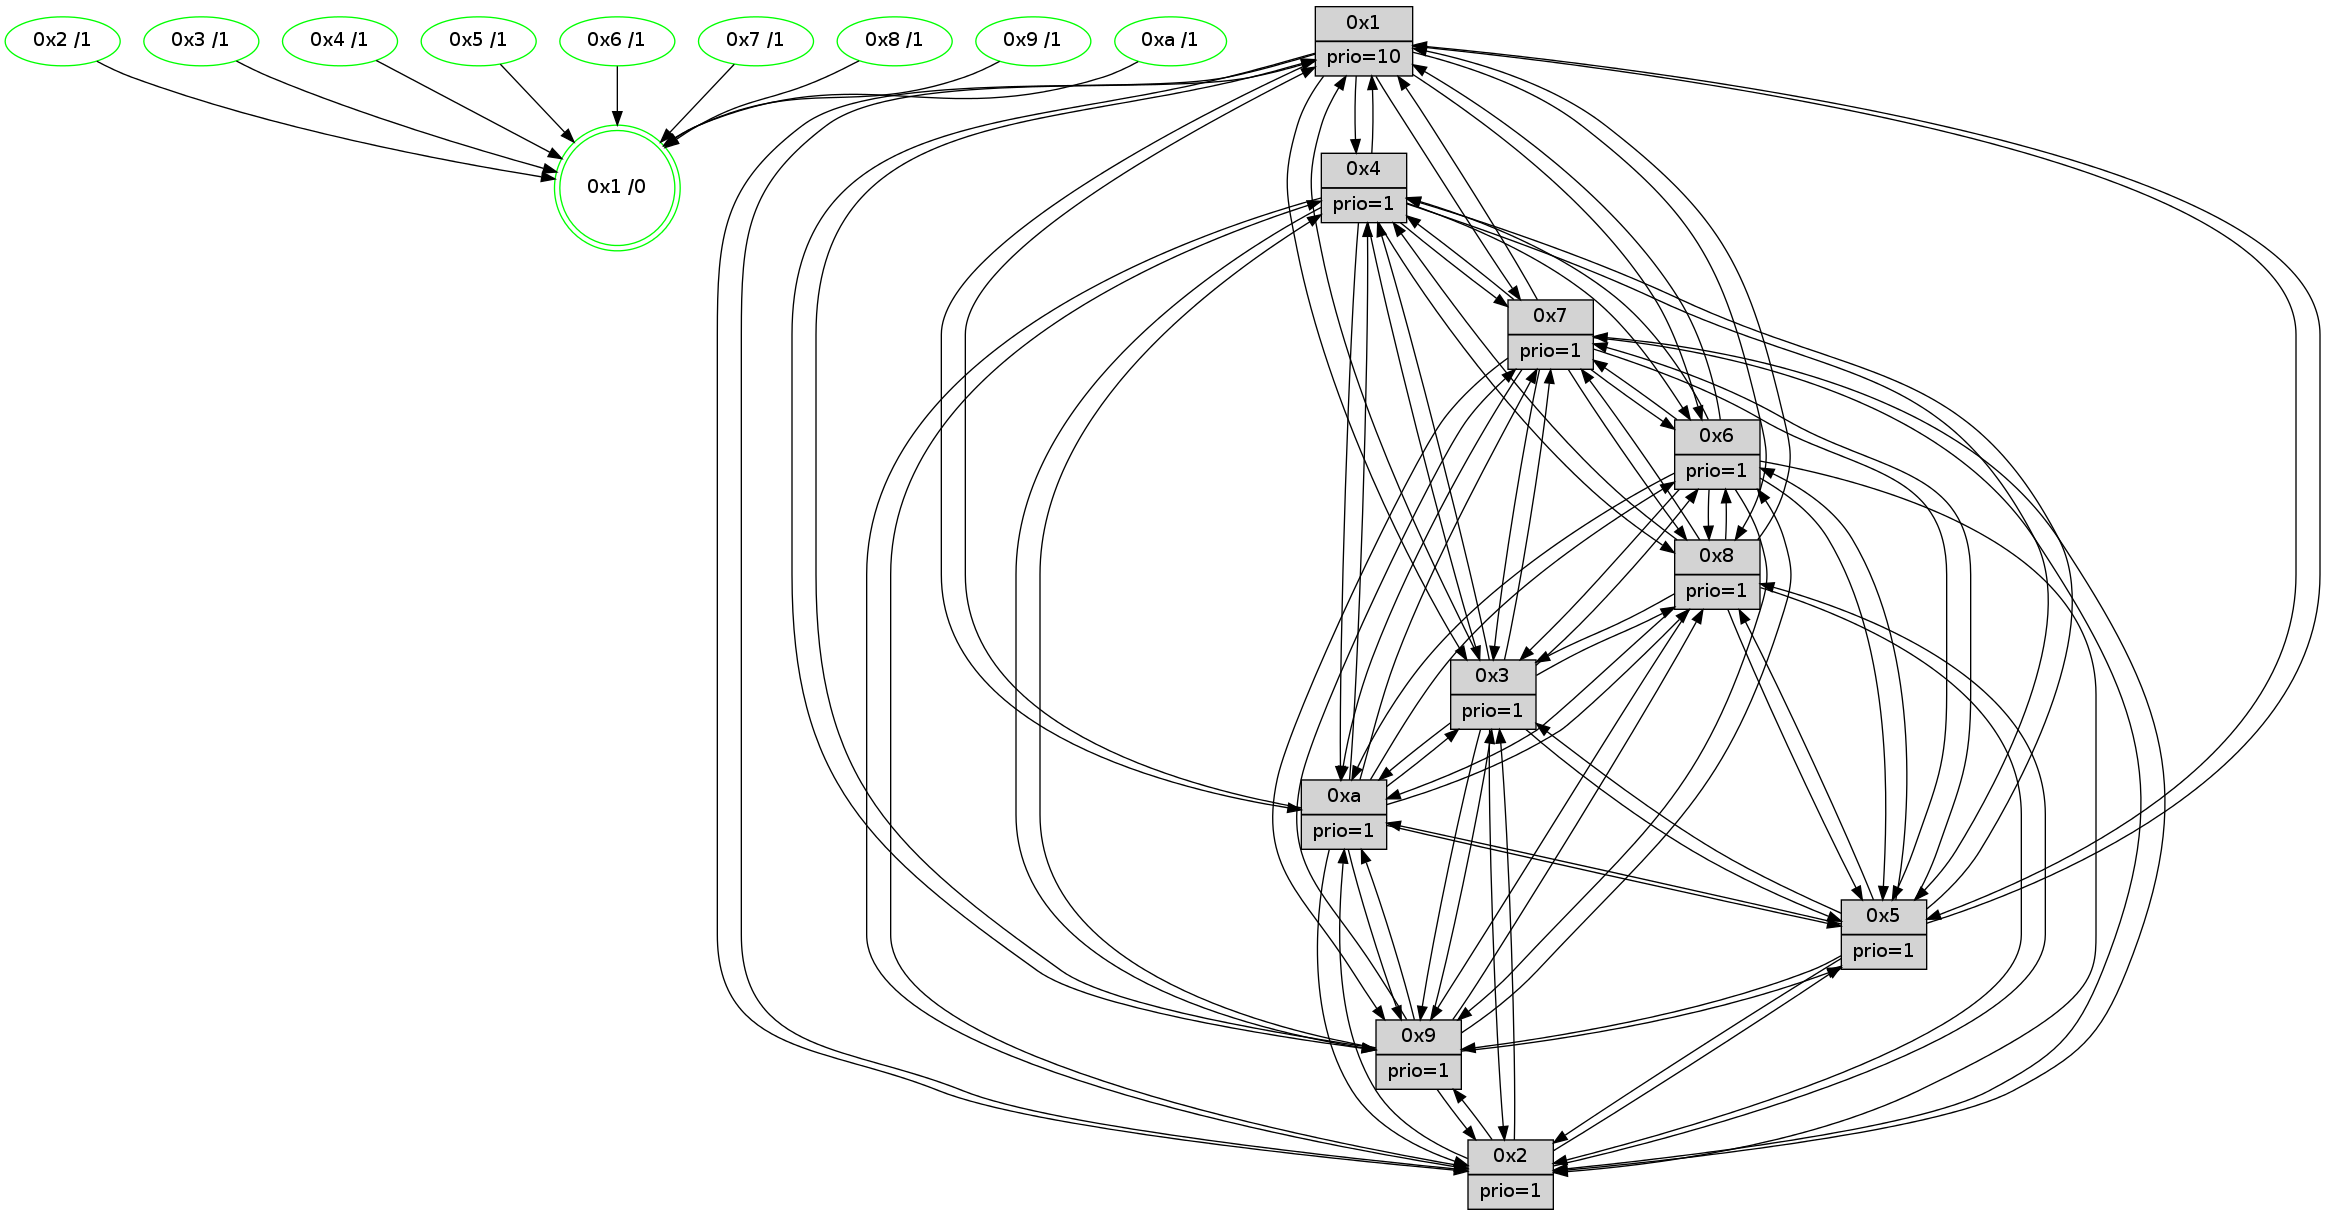 0x2 /1
0x3 /1
0x4 /1
0x5 /1
0x6 /1
0x7 /1
0x8 /1
0x9 /1
0xa /1
0x1 /0
0x1
prio=10
0x4
prio=1
0x7
prio=1
0x6
prio=1
0x8
prio=1
0x3
prio=1
0xa
prio=1
0x5
prio=1
0x9
prio=1
0x2
prio=1